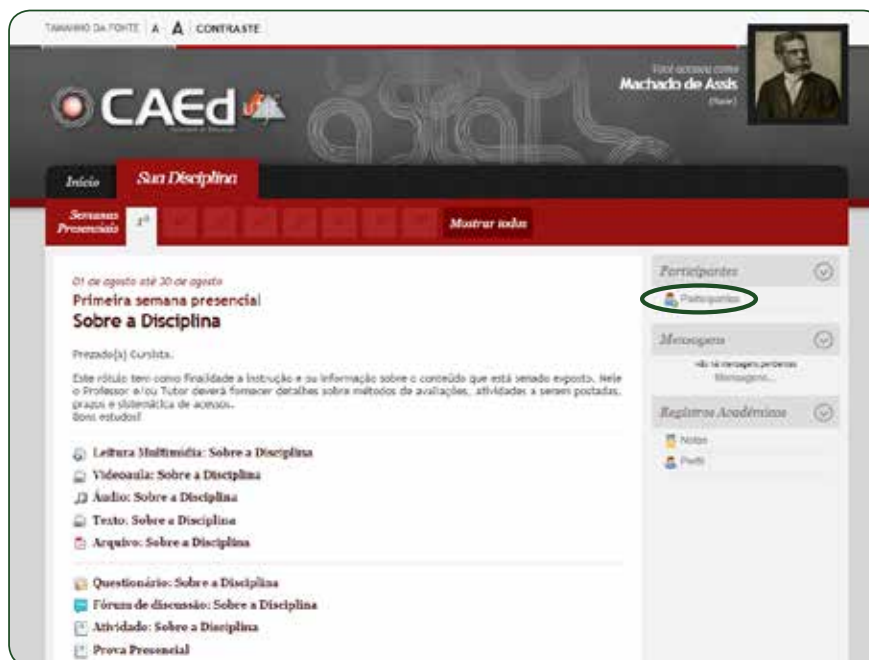 TAMANHO DA FONTE A A CONTRASTE
Você acessou como
Machado de Assis
CAEd
Início
Sua Disciplina
Semanas
Presenciais
1ª
Mostrar todas
01 de agosto até 30 de agosto
Primeira semana presencial
Sobre a Disciplina
Prezado(a) Cursista,
Este rótulo tem como finalidade a instrução e ou informação sobre o conteúdo que está sendo exposto. Nele
o Professor e/ou Tutor deverá fornecer detalhes sobre métodos de avaliações, atividades a serem postadas,
prazos e sistemática de acessos.
Bons estudos!
Leitura Multimídia: Sobre a Disciplina
Videoaula: Sobre a Disciplina
Áudio: Sobre a Disciplina
Texto: Sobre a Disciplina
Arquivo: Sobre a Disciplina
Questionário: Sobre a Disciplina
Fórum de discussão: Sobre a Disciplina
Atividade: Sobre a Disciplina
Prova Presencial
Participantes
Participantes
Mensagens
não há mensagens pendentes
Mensagens...
Registros Acadêmicos
Notas
Perfil